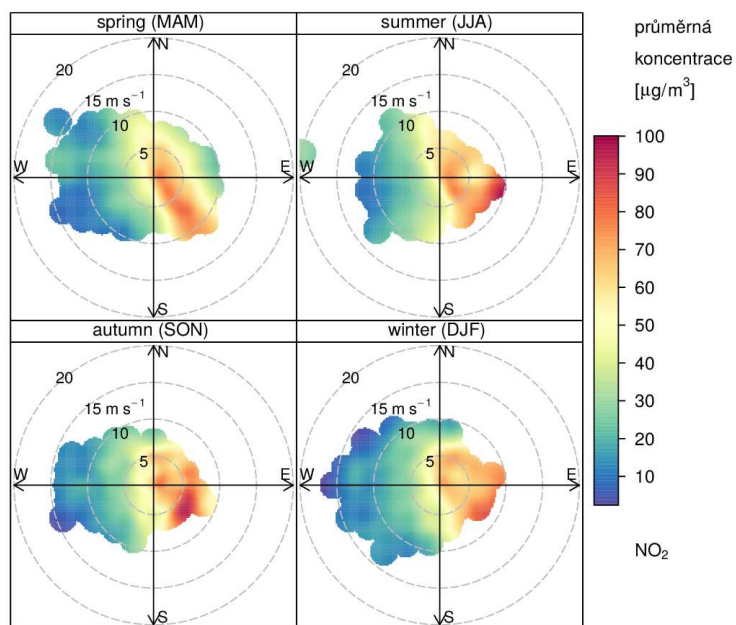 spring (MAM)
N
20
15 m s⁻¹
10
5
W
E
S
summer (JJA)
N
20
15 m s⁻¹
10
5
W
E
S
autumn (SON)
N
20
15 m s⁻¹
10
5
W
E
S
winter (DJF)
N
20
15 m s⁻¹
10
5
W
E
S
průměrná
koncentrace
[µg/m³]
100
90
80
70
60
50
40
30
20
10
NO₂